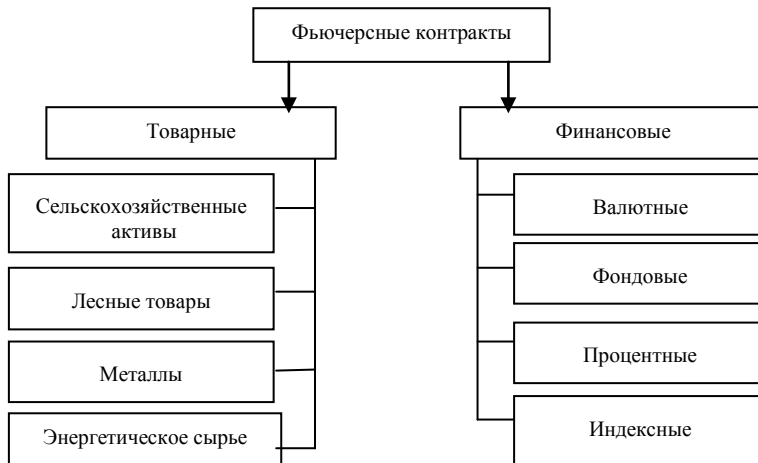 Фьючерсные контракты
Товарные
Финансовые
Сельскохозяйственные
активы
Лесные товары
Металлы
Энергетическое сырье
Валютные
Фондовые
Процентные
Индексные